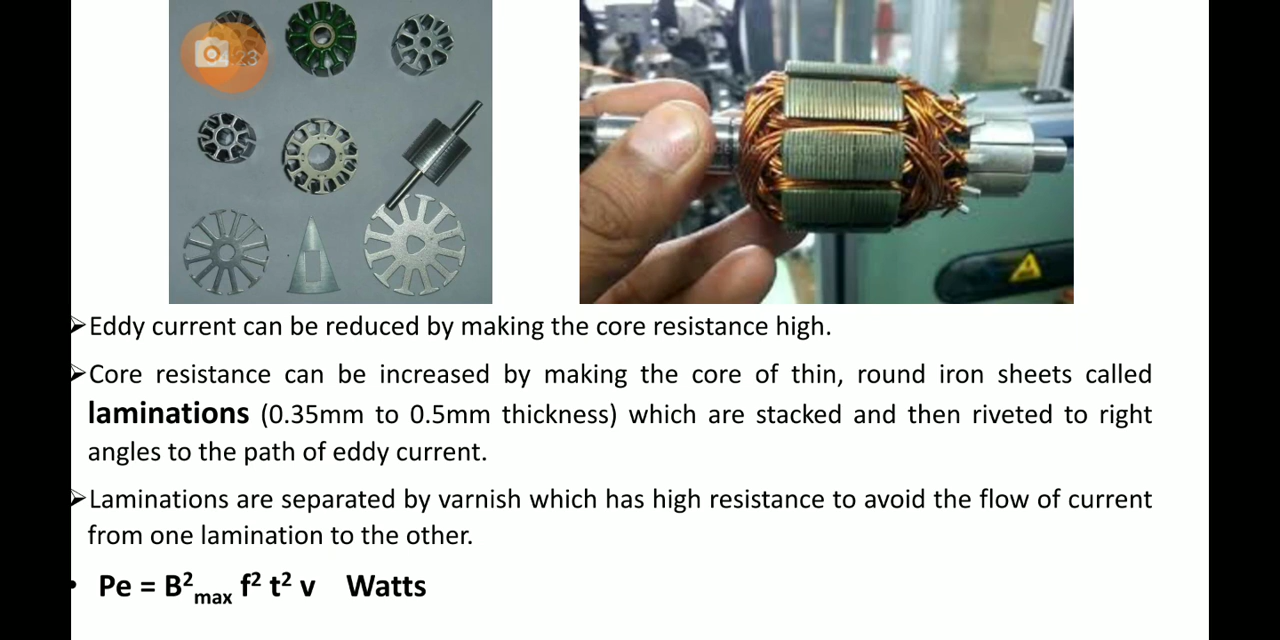 ➢Eddy current can be reduced by making the core resistance high.
➢Core resistance can be increased by making the core of thin, round iron sheets called
laminations (0.35mm to 0.5mm thickness) which are stacked and then riveted to right
angles to the path of eddy current.
➢Laminations are separated by varnish which has high resistance to avoid the flow of current
from one lamination to the other.
• Pe = B²max f² t² v Watts